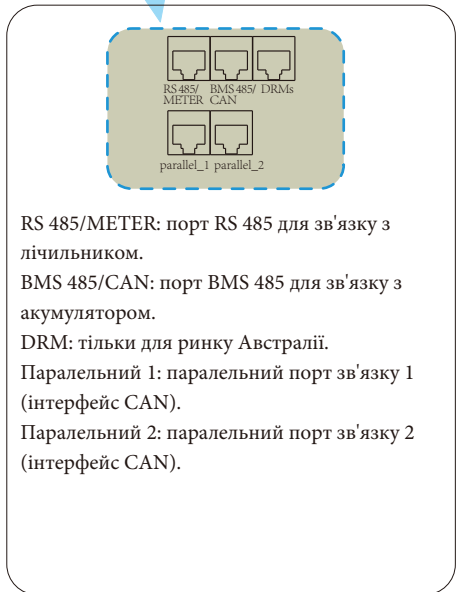 RS 485/ BMS 485/ DRMs
METER CAN
parallel_1 parallel_2
RS 485/METER: порт RS 485 для зв'язку з
лічильником.
BMS 485/CAN: порт BMS 485 для зв'язку з
акумулятором.
DRM: тільки для ринку Австралії.
Паралельний 1: паралельний порт зв'язку 1
(інтерфейс CAN).
Паралельний 2: паралельний порт зв'язку 2
(інтерфейс CAN).